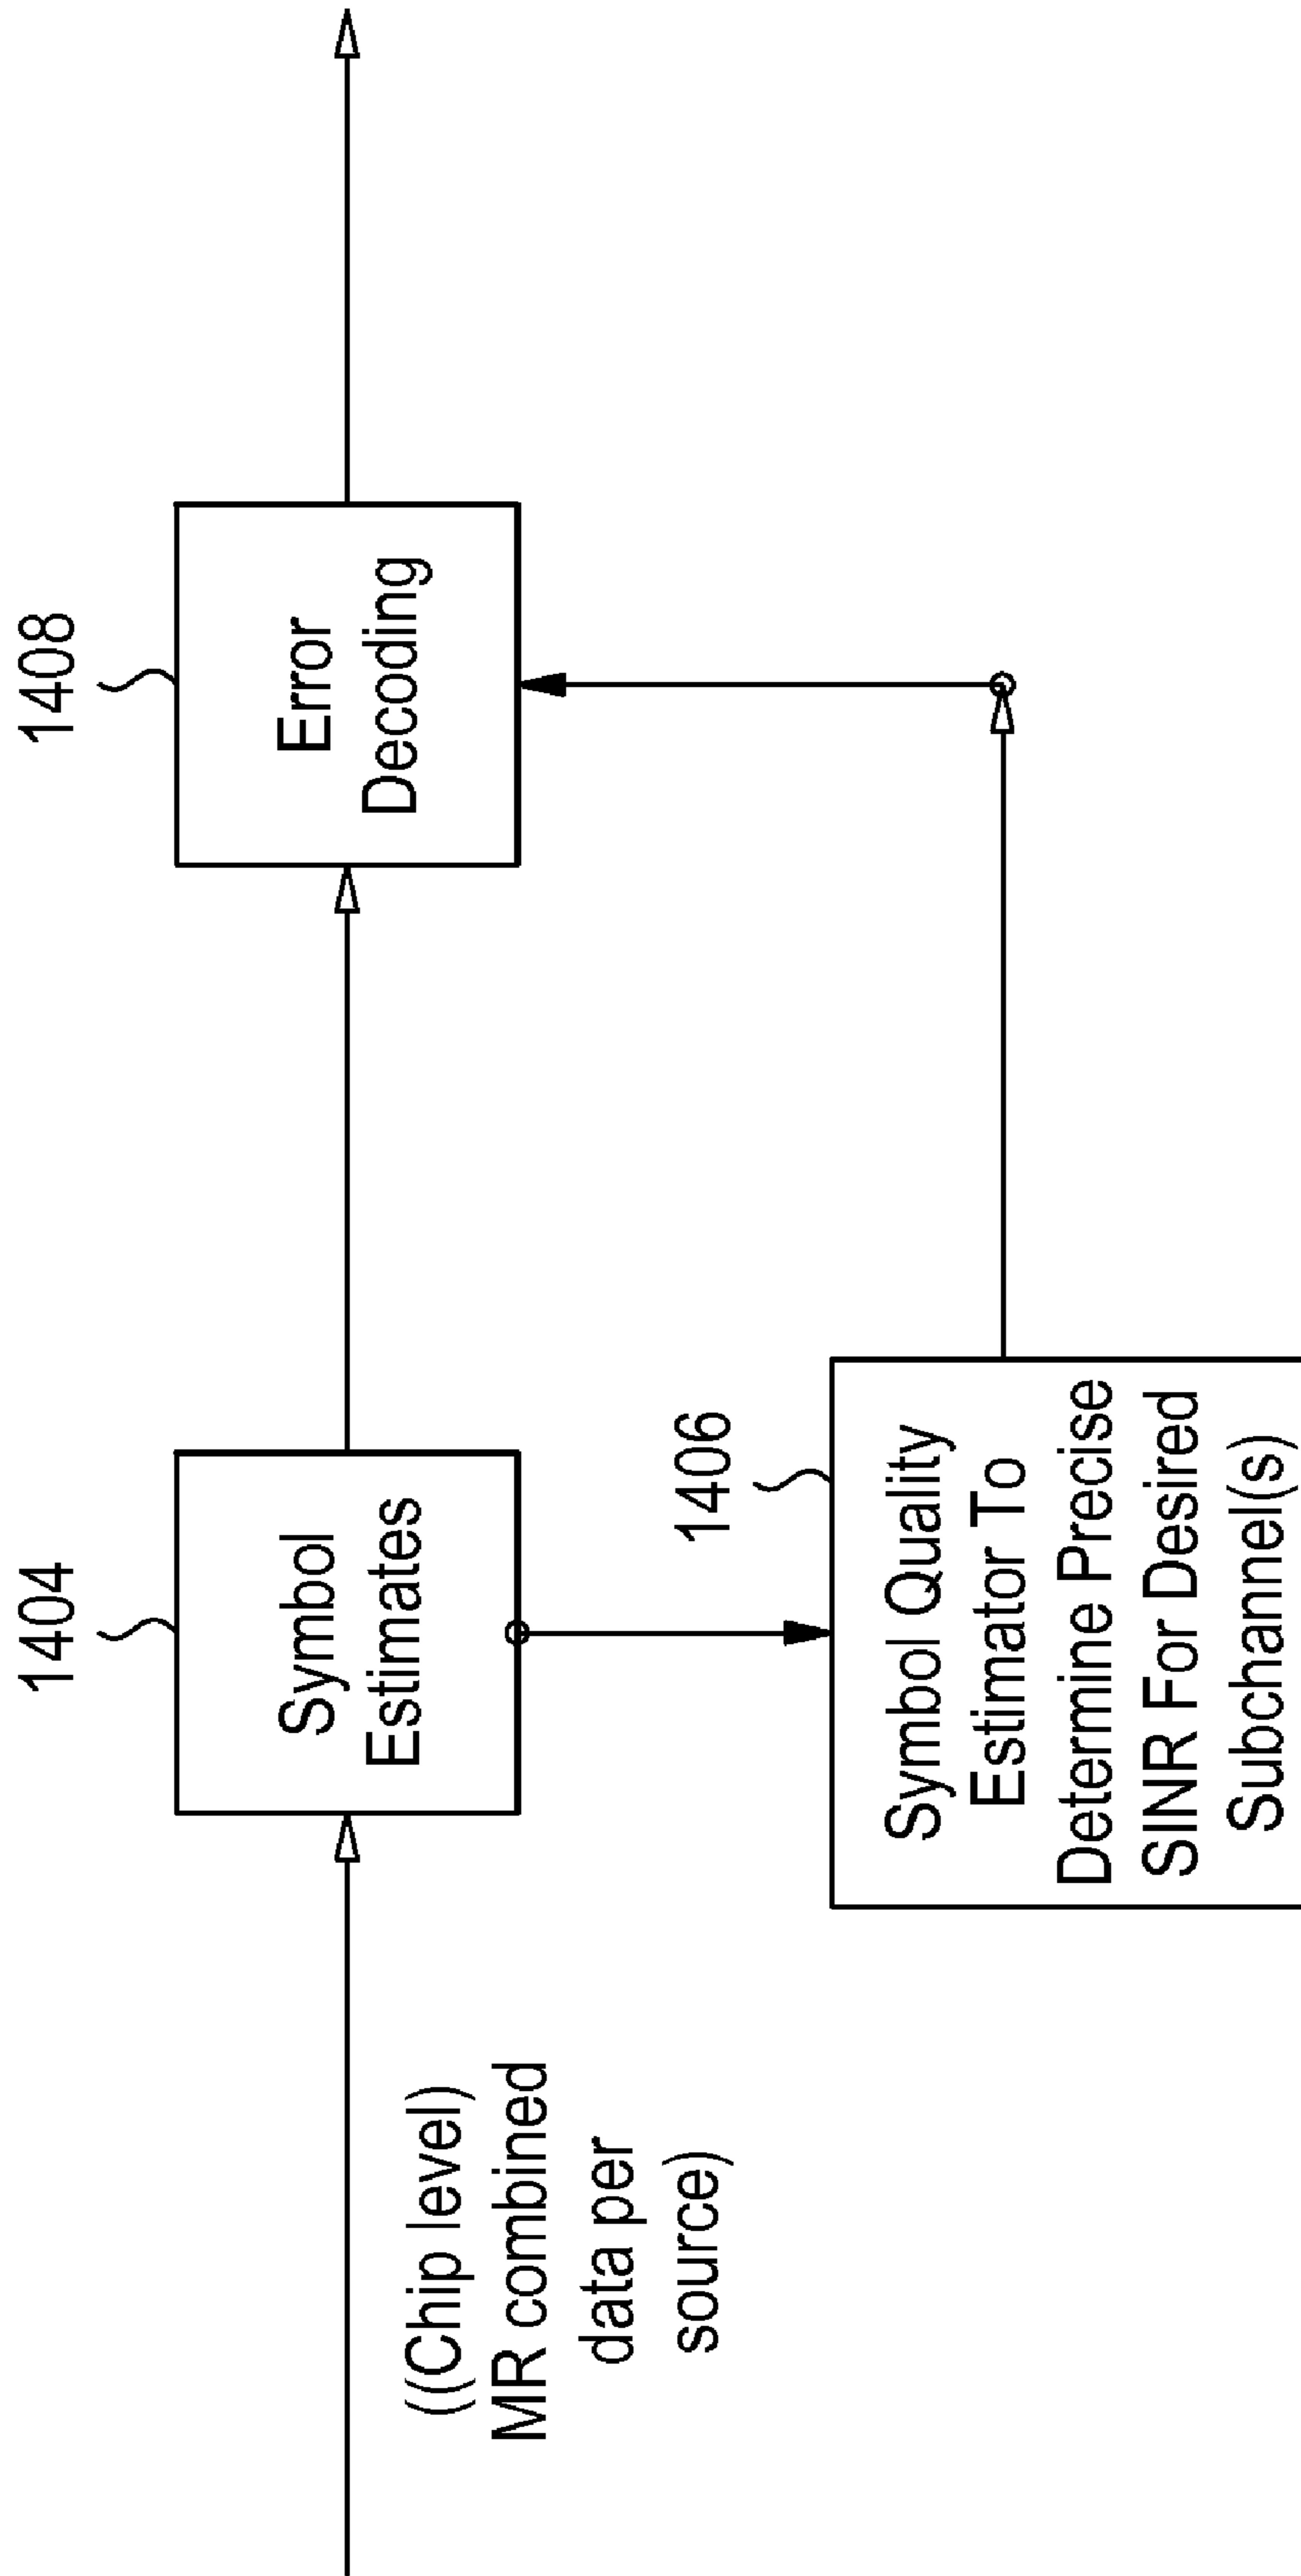 1404
Symbol
Estimates
1408
Error
Decoding
((Chip level)
MR combined
data per
source)
1406
Symbol Quality
Estimator To
Determine Precise
SINR For Desired
Subchannel(s)